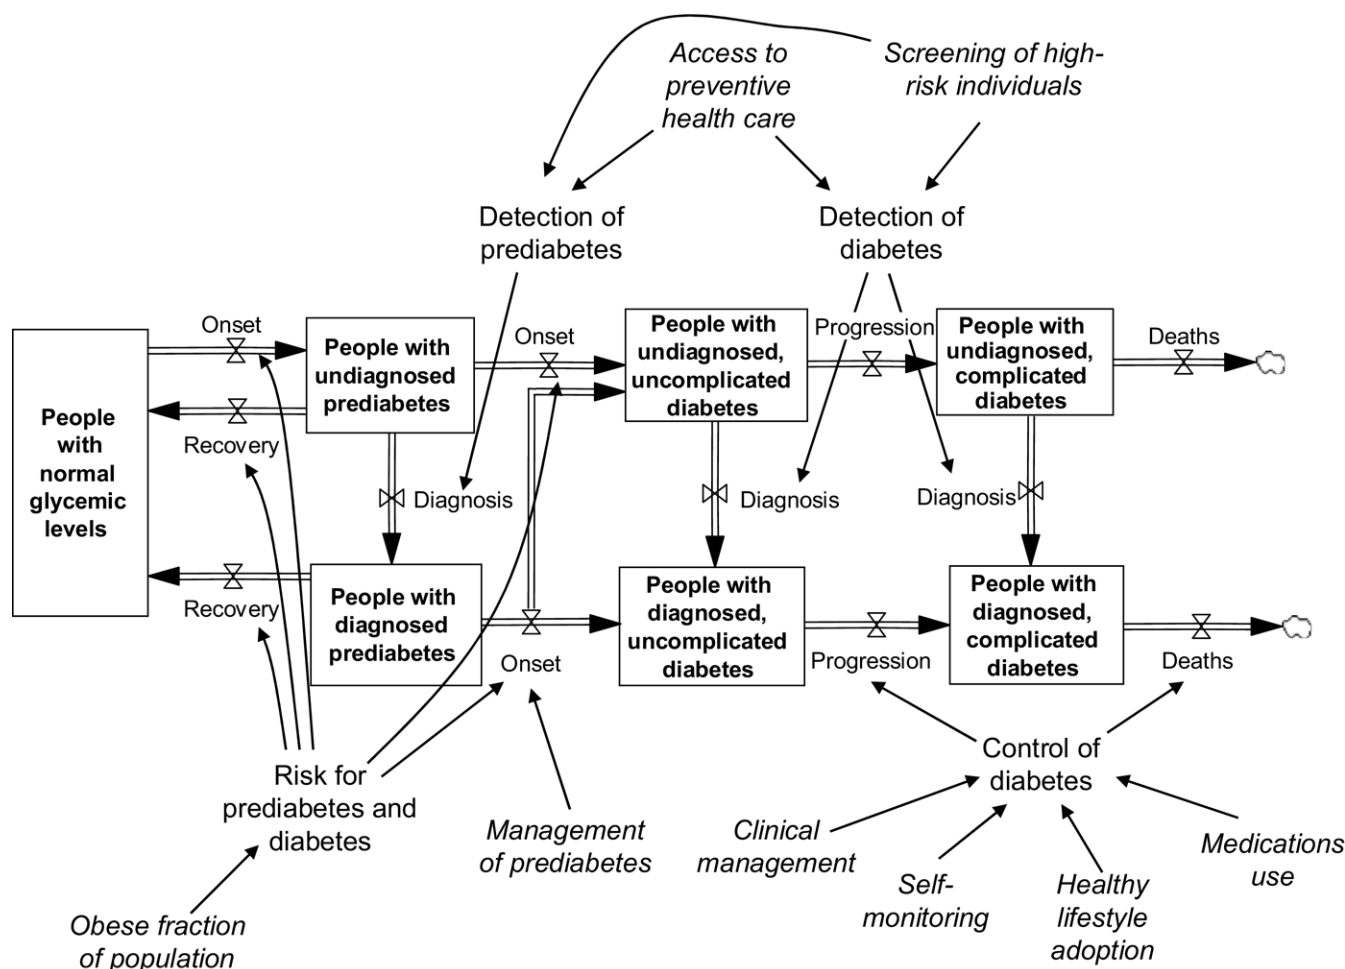 Access to
preventive
health care
Screening of high-
risk individuals
Detection of
prediabetes
Detection of
diabetes
Onset
People with
undiagnosed
prediabetes
Onset
People with
undiagnosed,
uncomplicated
diabetes
Progression
People with
undiagnosed,
complicated
diabetes
Deaths
People
with
normal
glycemic
levels
Recovery
Diagnosis
Diagnosis
Diagnosis
Recovery
People with
diagnosed
prediabetes
Onset
People with
diagnosed,
uncomplicated
diabetes
Progression
People with
diagnosed,
complicated
diabetes
Deaths
Risk for
prediabetes and
diabetes
Control of
diabetes
Management
of prediabetes
Clinical
management
Self-
monitoring
Healthy
lifestyle
adoption
Medications
use
Obese fraction
of population